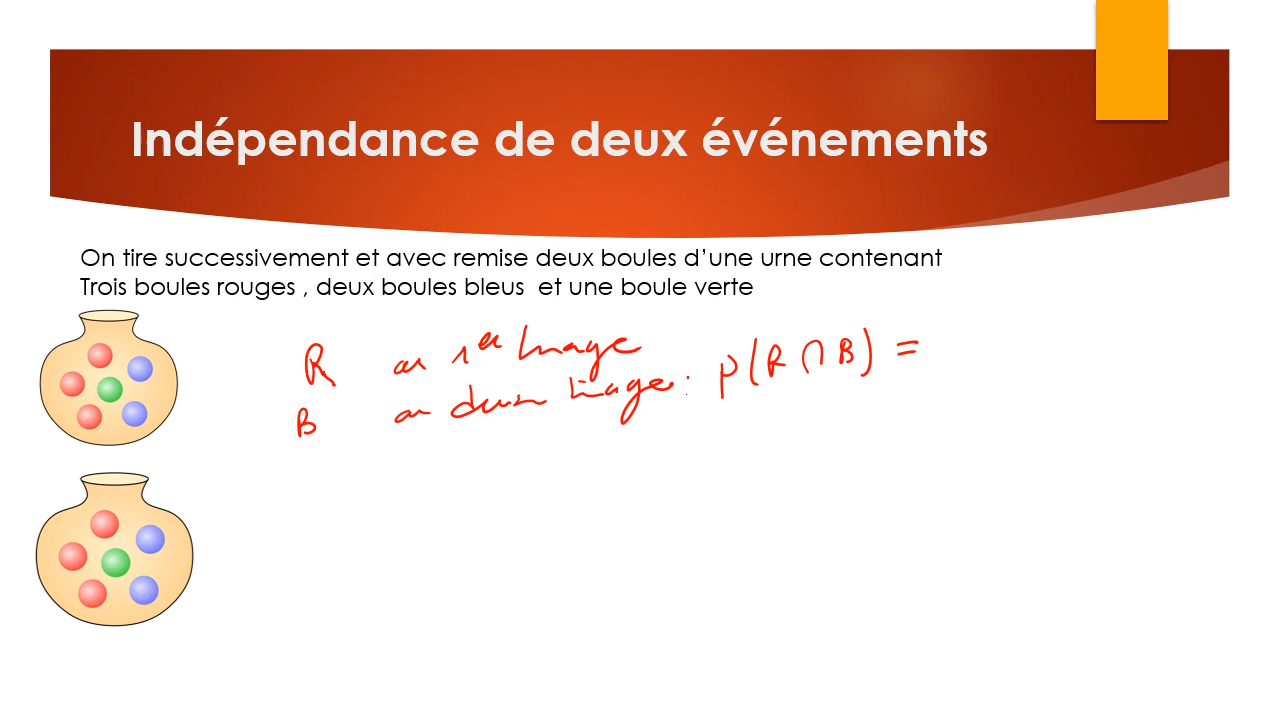 Indépendance de deux événements
On tire successivement et avec remise deux boules d’une urne contenant
Trois boules rouges , deux boules bleus et une boule verte
R au 1er tirage
B au deux tirage : p(R ∩ B) =